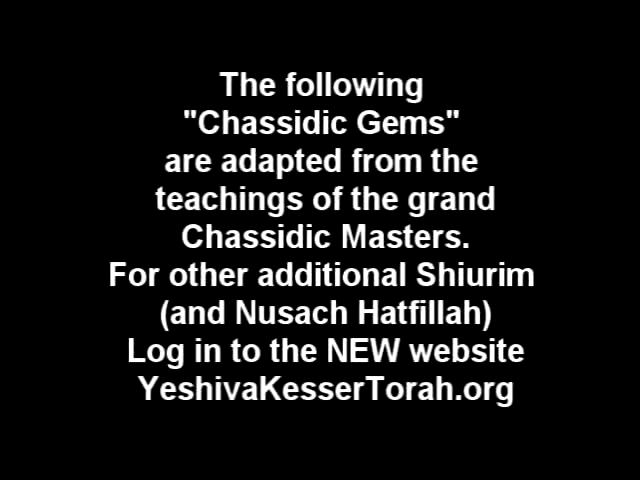 The following
"Chassidic Gems"
are adapted from the
teachings of the grand
Chassidic Masters.
For other additional Shiurim
(and Nusach Hatfillah)
Log in to the NEW website
YeshivaKesserTorah.org